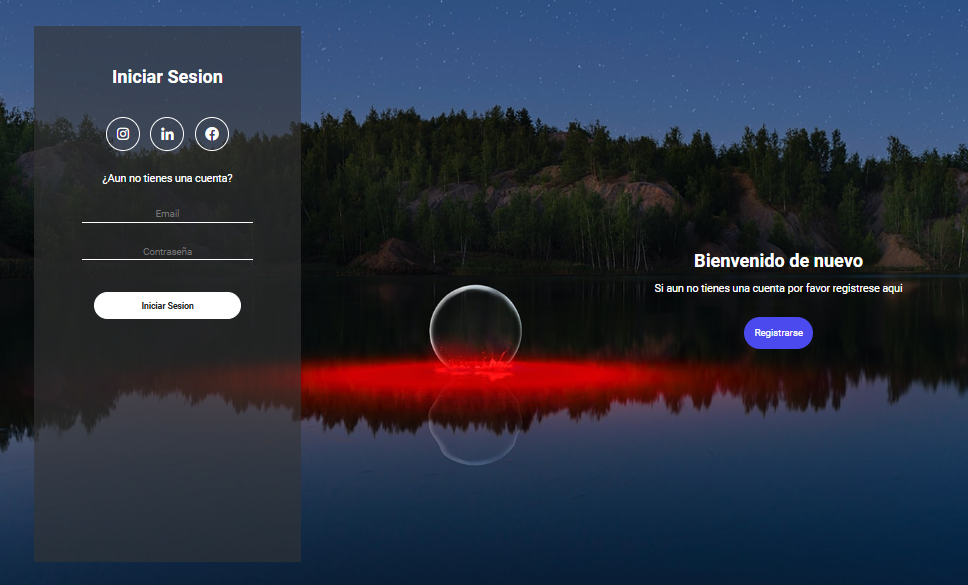 Iniciar Sesion
¿Aun no tienes una cuenta?
Email
Contraseña
Iniciar Sesion
Bienvenido de nuevo
Si aun no tienes una cuenta por favor registrese aqui
Registrarse